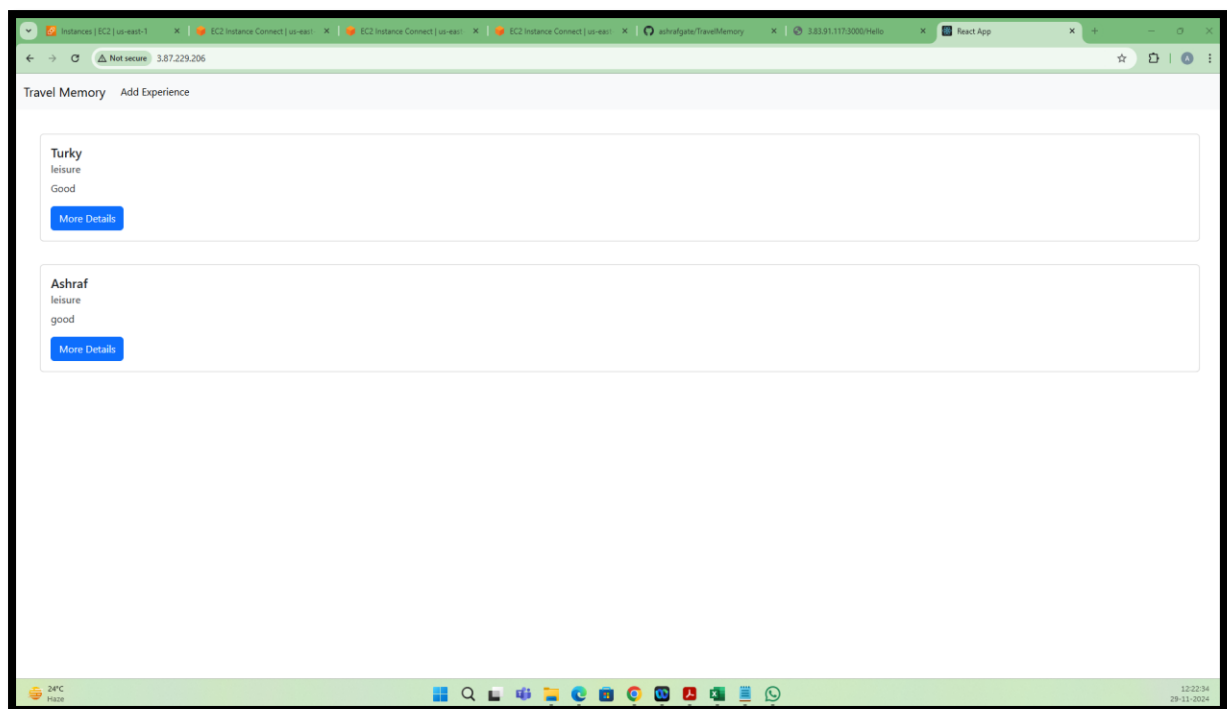 Instances | EC2 | us-east-1
EC2 Instance Connect | us-east
EC2 Instance Connect | us-east
EC2 Instance Connect | us-east
ashrafgate/TravelMemory
3.83.91.117:3000/Hello
React App
Not secure 3.87.229.206
A
Travel Memory Add Experience
Turky
leisure
Good
More Details
Ashraf
leisure
good
More Details
24°C
Haze
12:22:34
29-11-2024